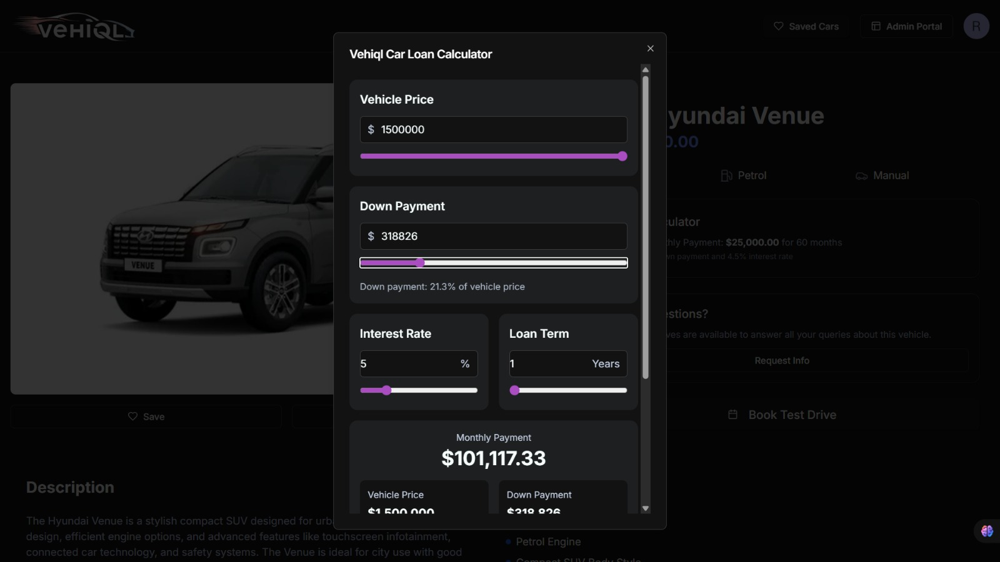 VEHIQL
Saved Cars
Admin Portal
R
Vehiql Car Loan Calculator
Vehicle Price
$ 1500000
Down Payment
$ 318826
Down payment: 21.3% of vehicle price
Interest Rate
5 %
Loan Term
1 Years
Monthly Payment
$101,117.33
Vehicle Price
$1,500,000
Down Payment
$318,826
yundai Venue
0.00
Petrol
Manual
culator
hly Payment: $25,000.00 for 60 months
wn payment and 4.5% interest rate
estions?
ves are available to answer all your queries about this vehicle.
Request Info
Book Test Drive
VENUE
Save
Description
The Hyundai Venue is a stylish compact SUV designed for urb
design, efficient engine options, and advanced features like touchscreen infotainment,
connected car technology, and safety systems. The Venue is ideal for city use with good
Petrol Engine
Compact SUV Body Style